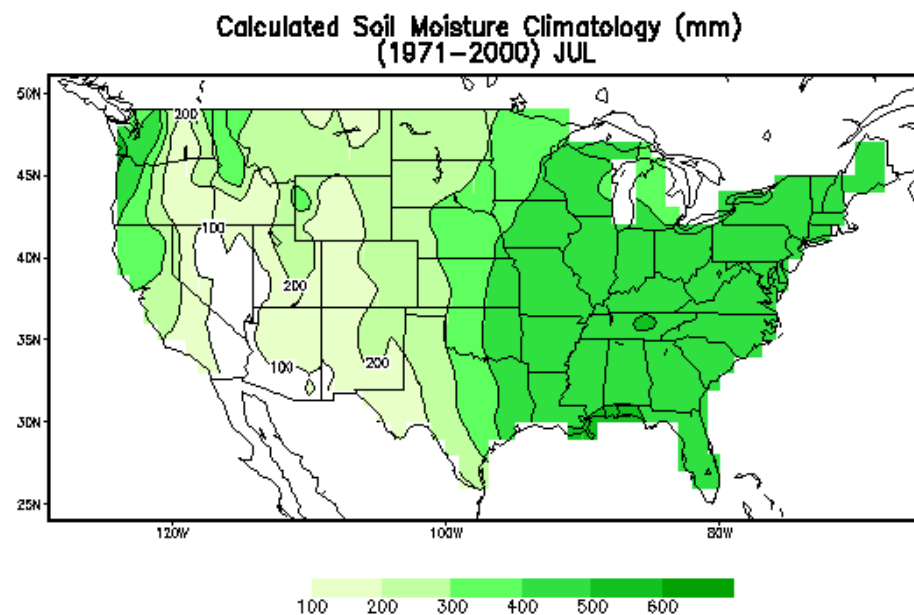 Calculated Soil Moisture Climatology (mm)
(1971-2000) JUL
50N
45N
40N
35N
30N
25N
200
100
200
100
200
120W
100W
80W
100 200 300 400 500 600